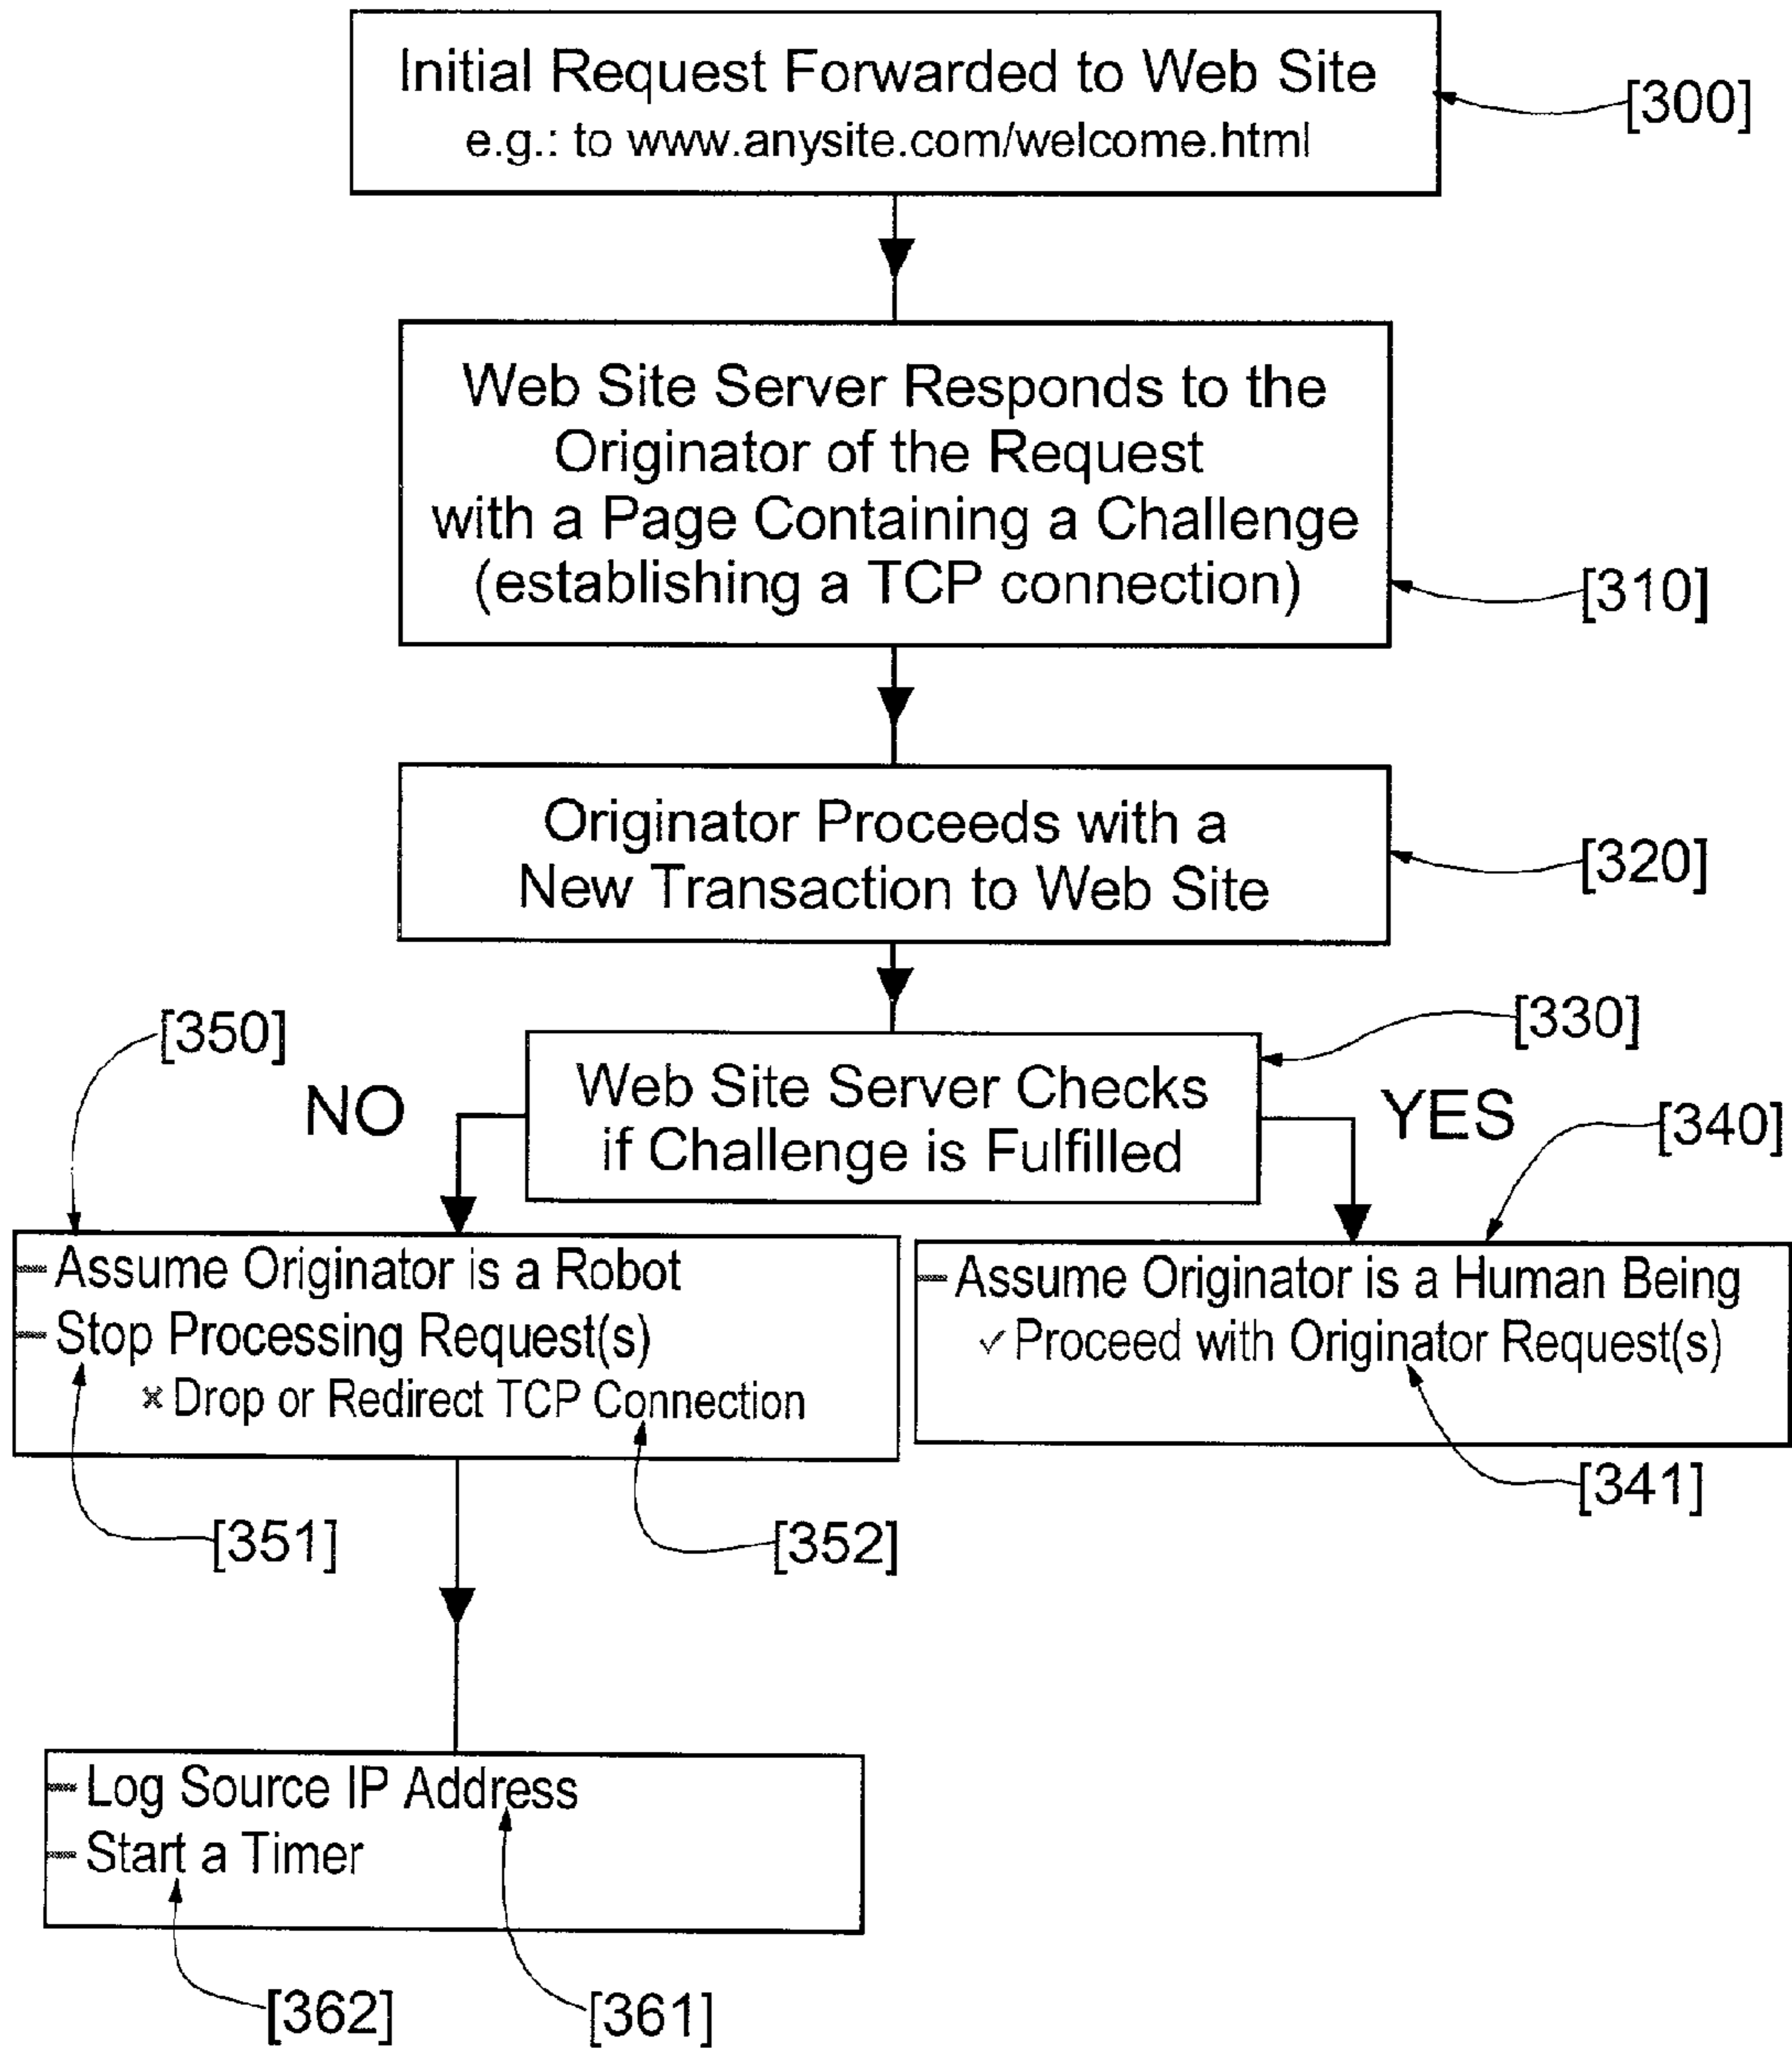 Initial Request Forwarded to Web Site
e.g.: to www.anysite.com/welcome.html
[300]
Web Site Server Responds to the
Originator of the Request
with a Page Containing a Challenge
(establishing a TCP connection)
[310]
Originator Proceeds with a
New Transaction to Web Site
[320]
[330]
[350]
Web Site Server Checks
if Challenge is Fulfilled
NO
YES
[340]
– Assume Originator is a Robot
– Stop Processing Request(s)
× Drop or Redirect TCP Connection
– Assume Originator is a Human Being
✓ Proceed with Originator Request(s)
[341]
[351]
[352]
– Log Source IP Address
– Start a Timer
[362]
[361]